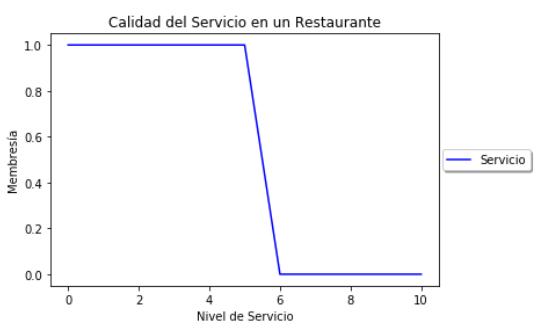 Calidad del Servicio en un Restaurante
1.0
0.8
0.6
0.4
0.2
0.0
Membresía
0 2 4 6 8 10
Nivel de Servicio
Servicio